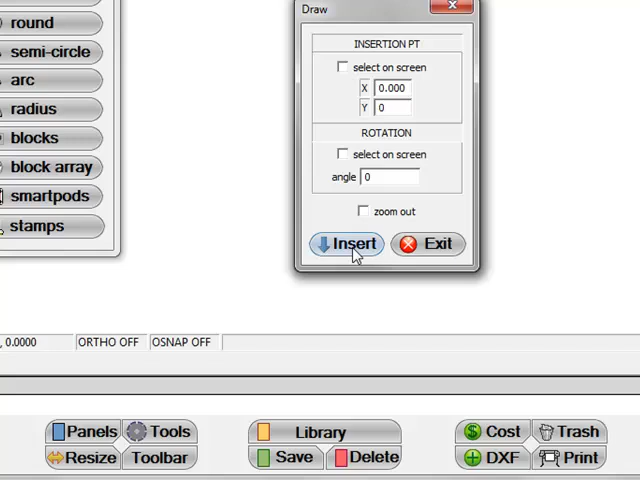 round
semi-circle
arc
radius
blocks
block array
smartpods
stamps
Draw
INSERTION PT
select on screen
X 0.000
Y 0
ROTATION
select on screen
angle 0
zoom out
Insert Exit
, 0.0000 ORTHO OFF OSNAP OFF
Panels Tools Library Cost Trash
Resize Toolbar Save Delete DXF Print